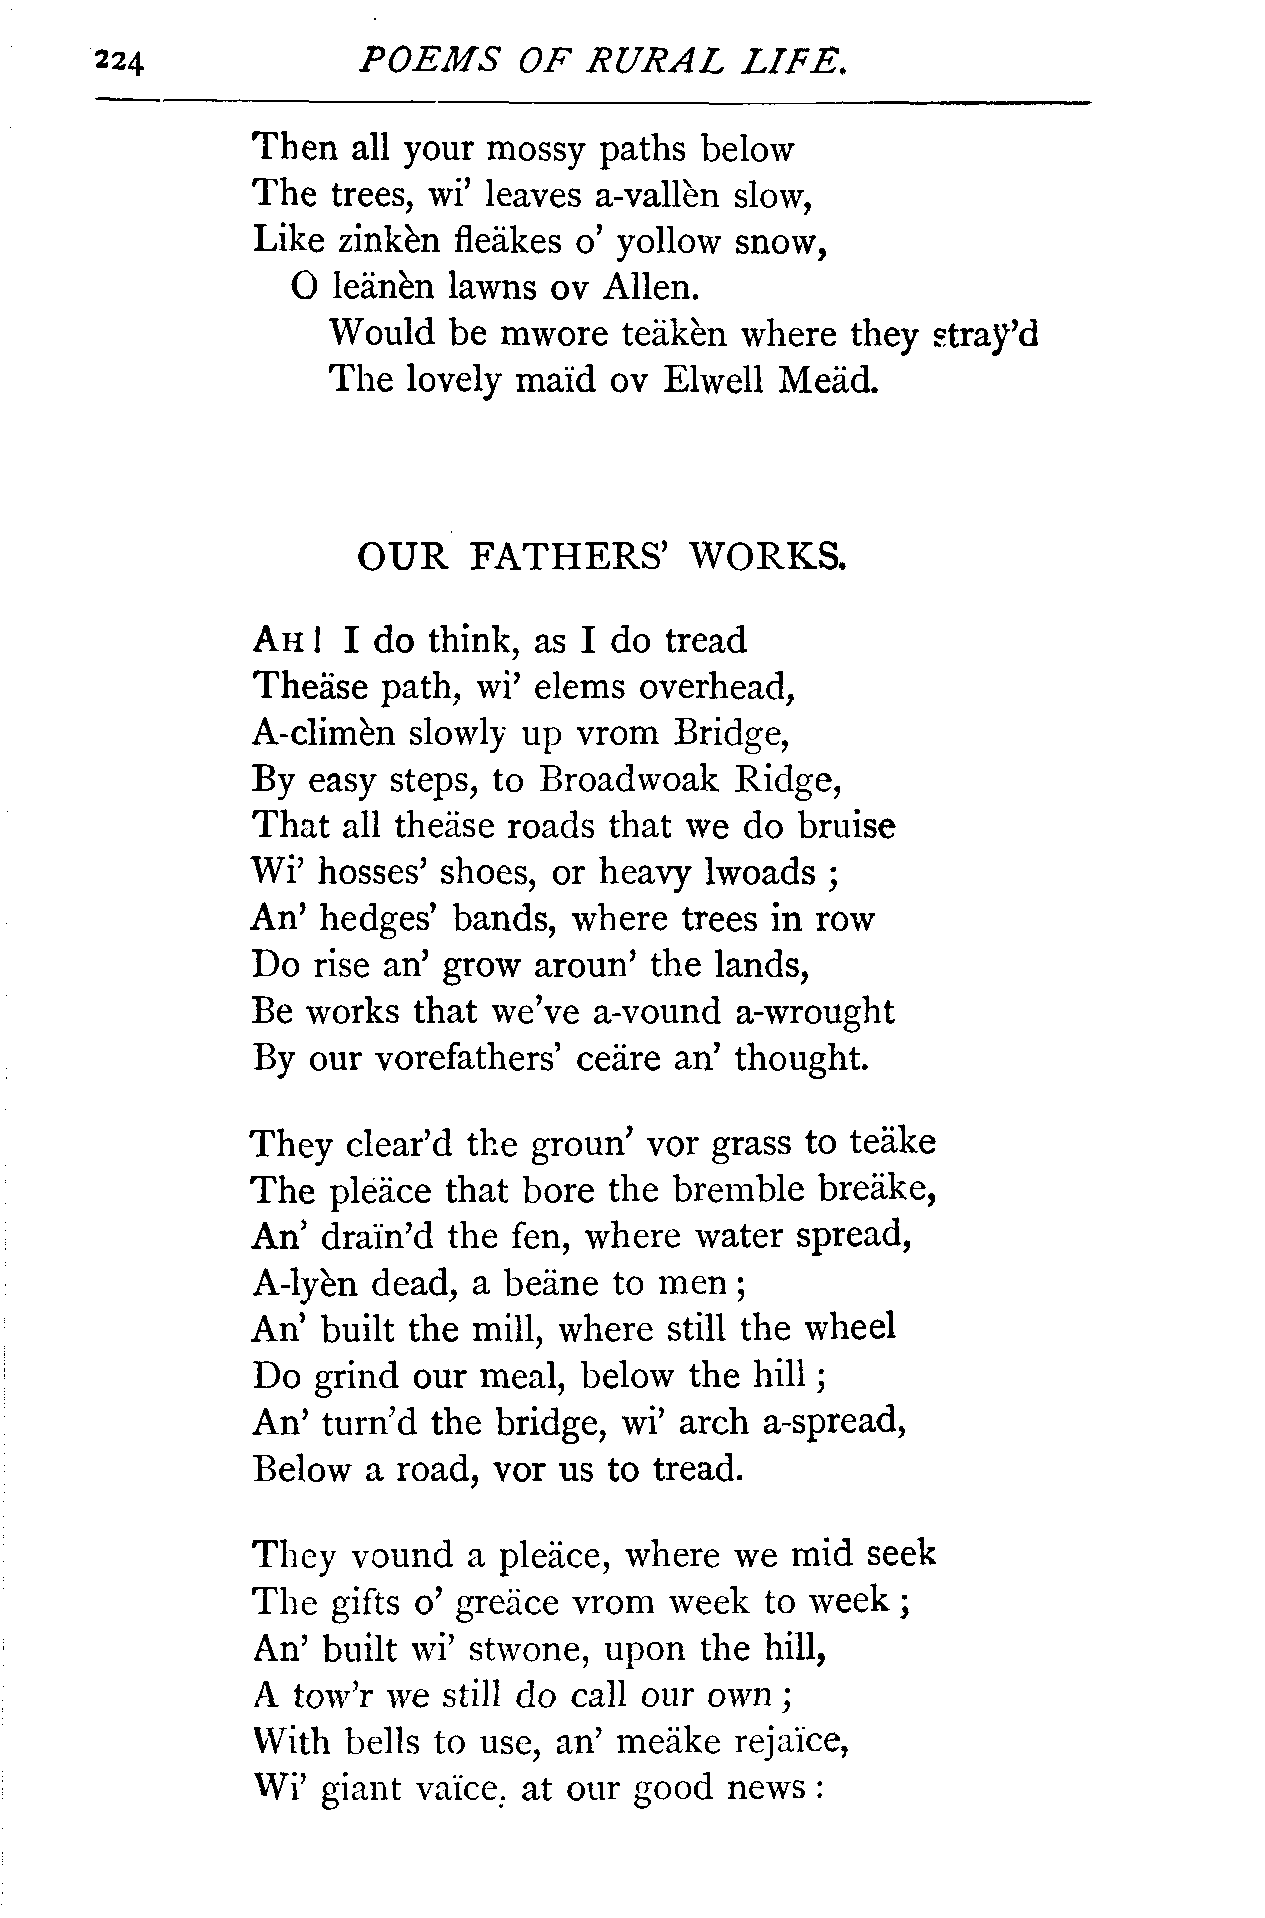 224 POEMS OF RURAL LIFE.
Then all your mossy paths below
The trees, wi’ leaves a-vallèn slow,
Like zinkèn fleäkes o’ yollow snow,
O leänèn lawns ov Allen.
Would be mwore teäkèn where they straÿ’d
The lovely maïd ov Elwell Meäd.
OUR FATHERS’ WORKS.
AH! I do think, as I do tread
Theäse path, wi’ elems overhead,
A-climèn slowly up vrom Bridge,
By easy steps, to Broadwoak Ridge,
That all theäse roads that we do bruise
Wi’ hosses’ shoes, or heavy lwoads ;
An’ hedges’ bands, where trees in row
Do rise an’ grow aroun’ the lands,
Be works that we’ve a-vound a-wrought
By our vorefathers’ ceäre an’ thought.
They clear’d the groun’ vor grass to teäke
The pleäce that bore the bremble breäke,
An’ draïn’d the fen, where water spread,
A-lyèn dead, a beäne to men ;
An’ built the mill, where still the wheel
Do grind our meal, below the hill ;
An’ turn’d the bridge, wi’ arch a-spread,
Below a road, vor us to tread.
They vound a pleäce, where we mid seek
The gifts o’ greäce vrom week to week ;
An’ built wi’ stwone, upon the hill,
A tow’r we still do call our own ;
With bells to use, an’ meäke rejaïce,
Wi’ giant vaïce, at our good news :